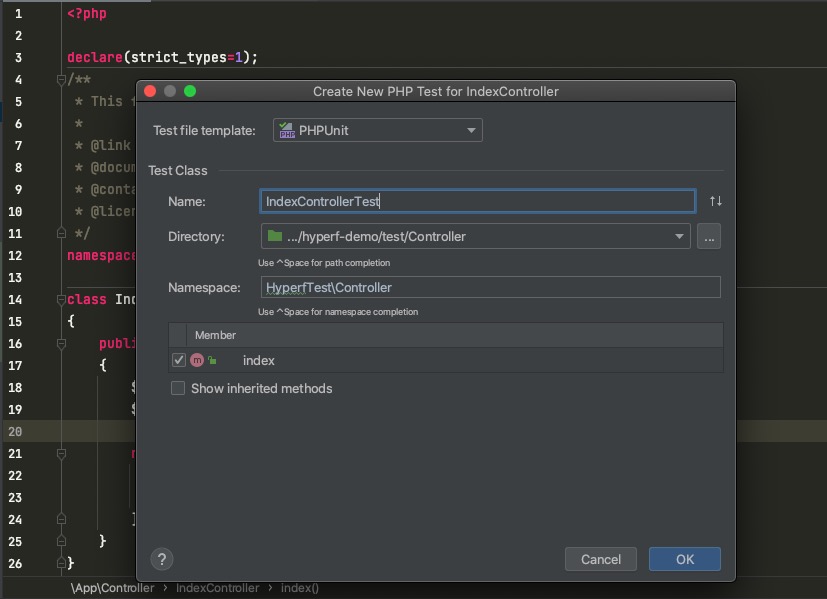 1 <?php
2
3 declare(strict_types=1);
Create New PHP Test for IndexController
4 /**
5 * This
6 *
7 * @link
8 * @docum
9 * @conta
10 * @licen
11 */
12 namespace
13
14 class Ind
15 {
16 publi
17 {
18 $
19 $
20
21
22
23
24 ]
25 }
26 }
Test file template: PHPUnit
Test Class
Name: IndexControllerTest
Directory: .../hyperf-demo/test/Controller ...
Use ^Space for path completion
Namespace: HyperfTest\Controller
Use ^Space for namespace completion
Member
m index
Show inherited methods
? Cancel OK
\App\Controller › IndexController › index()